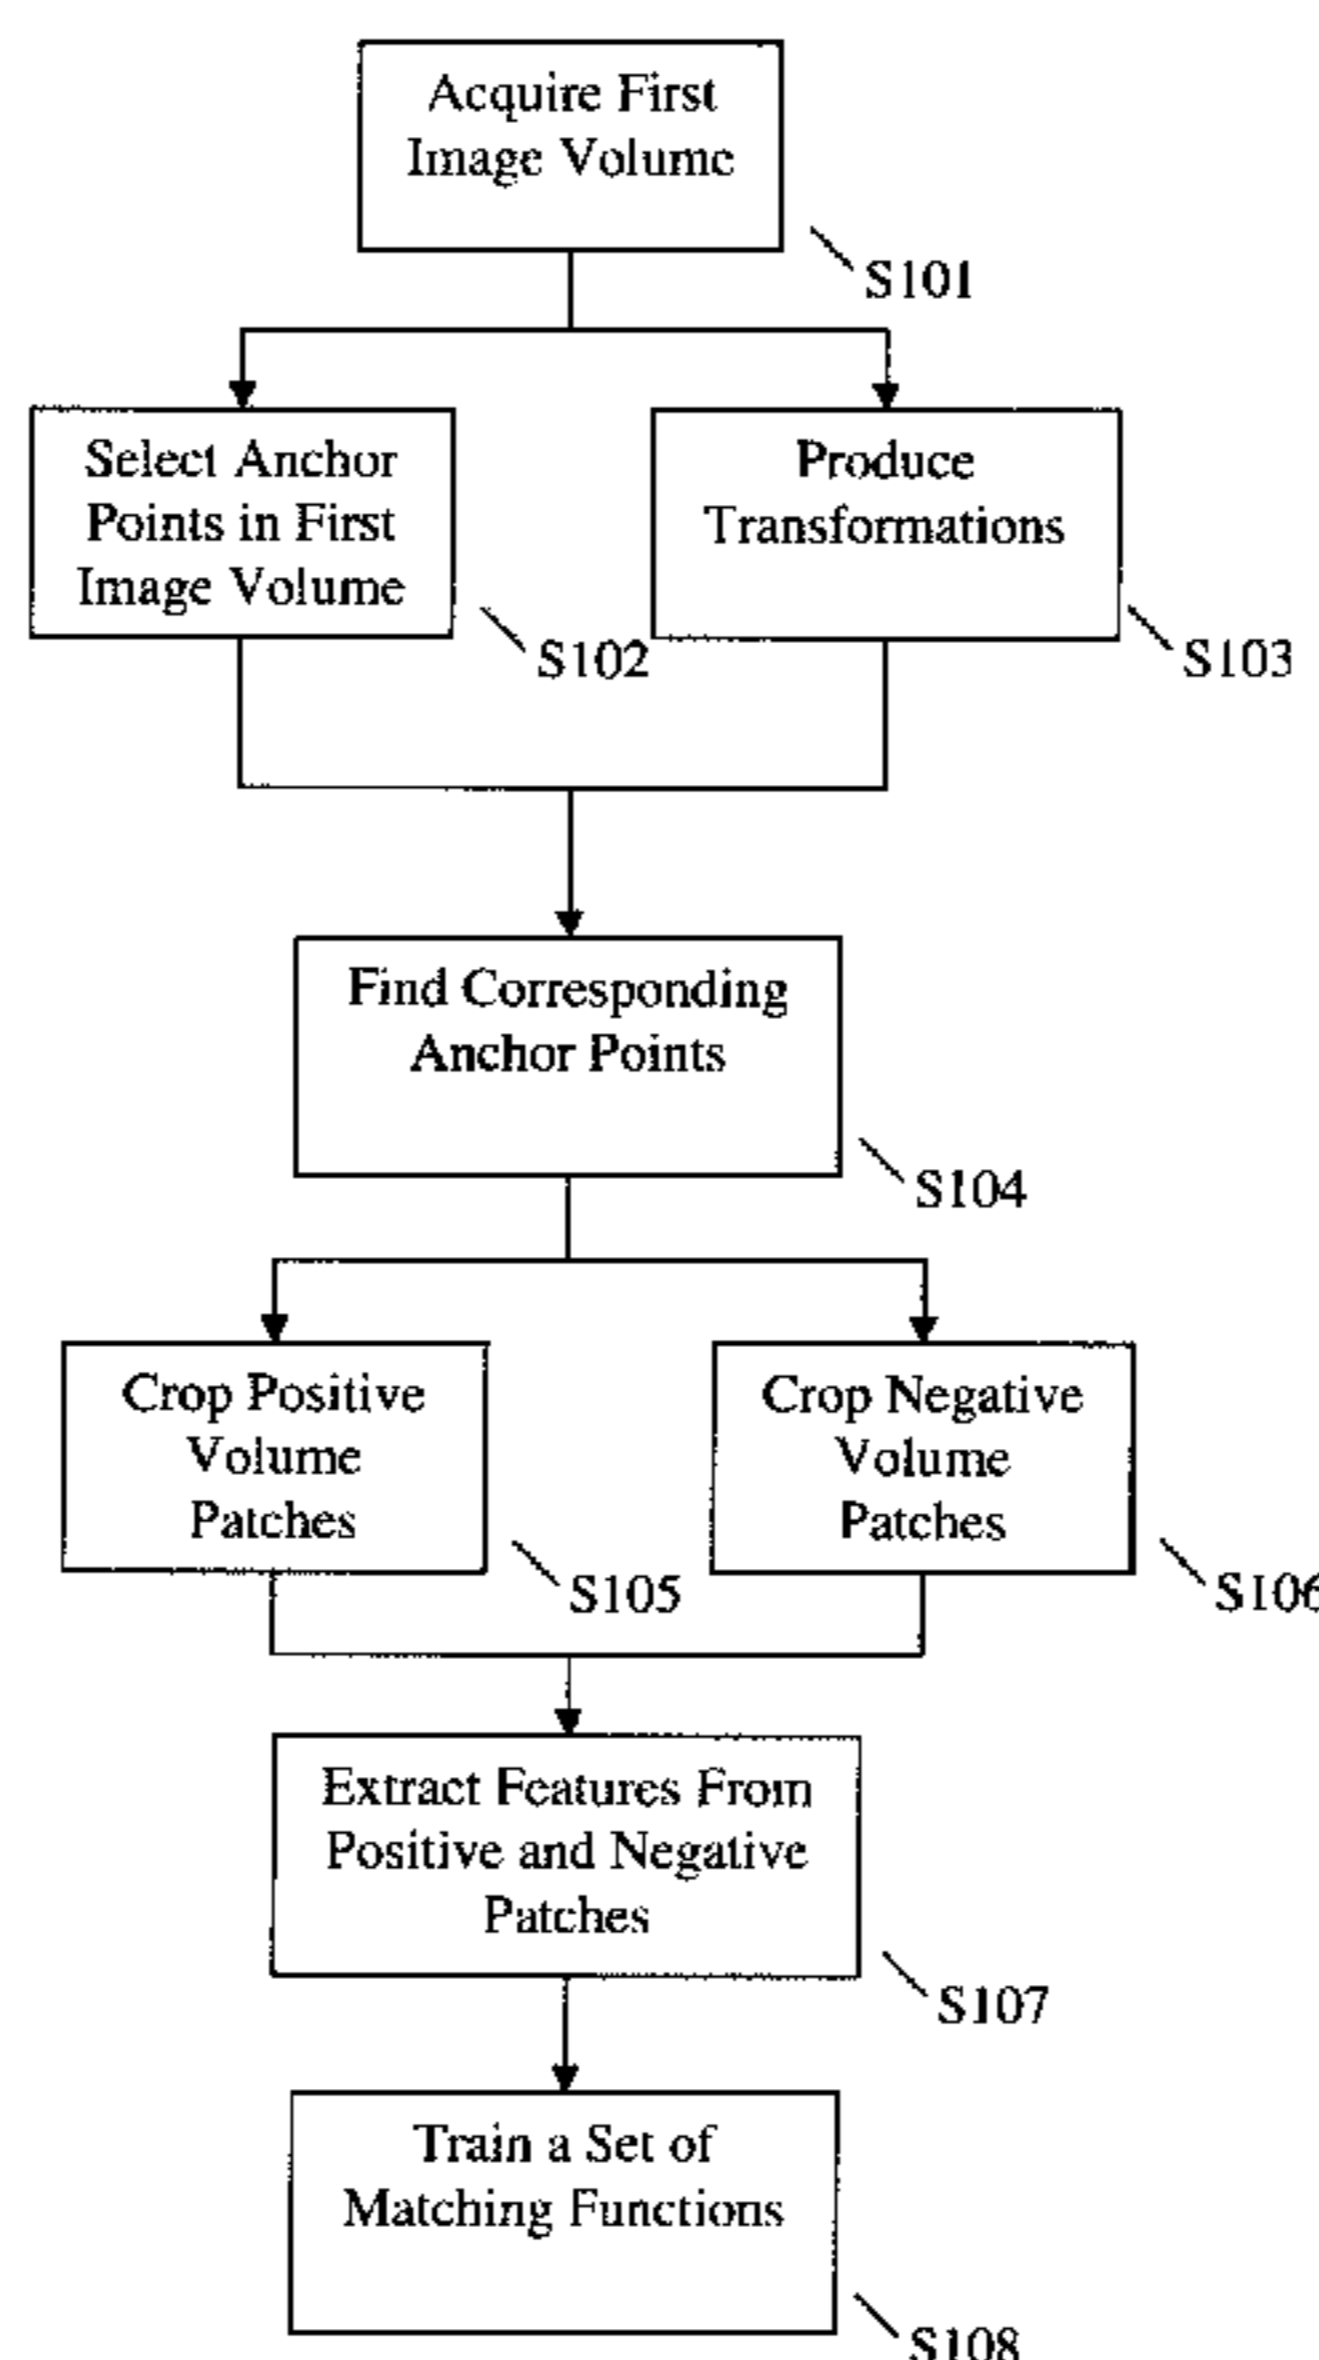 Acquire First
Image Volume
S101
Select Anchor
Points in First
Image Volume
S102
Produce
Transformations
S103
Find Corresponding
Anchor Points
S104
Crop Positive
Volume
Patches
S105
Crop Negative
Volume
Patches
S106
Extract Features From
Positive and Negative
Patches
S107
Train a Set of
Matching Functions
S108